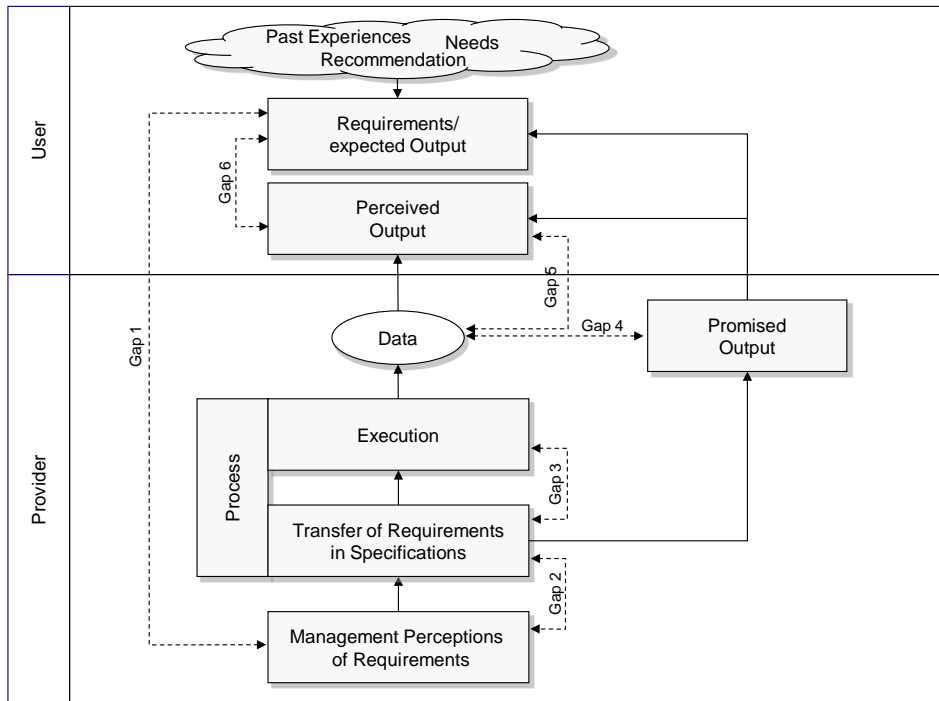 Past Experiences
Needs
Recommendation
User
Requirements/
expected Output
Gap 6
Perceived
Output
Gap 5
Provider
Gap 1
Data
Gap 4
Promised
Output
Process
Execution
Gap 3
Transfer of Requirements
in Specifications
Gap 2
Management Perceptions
of Requirements